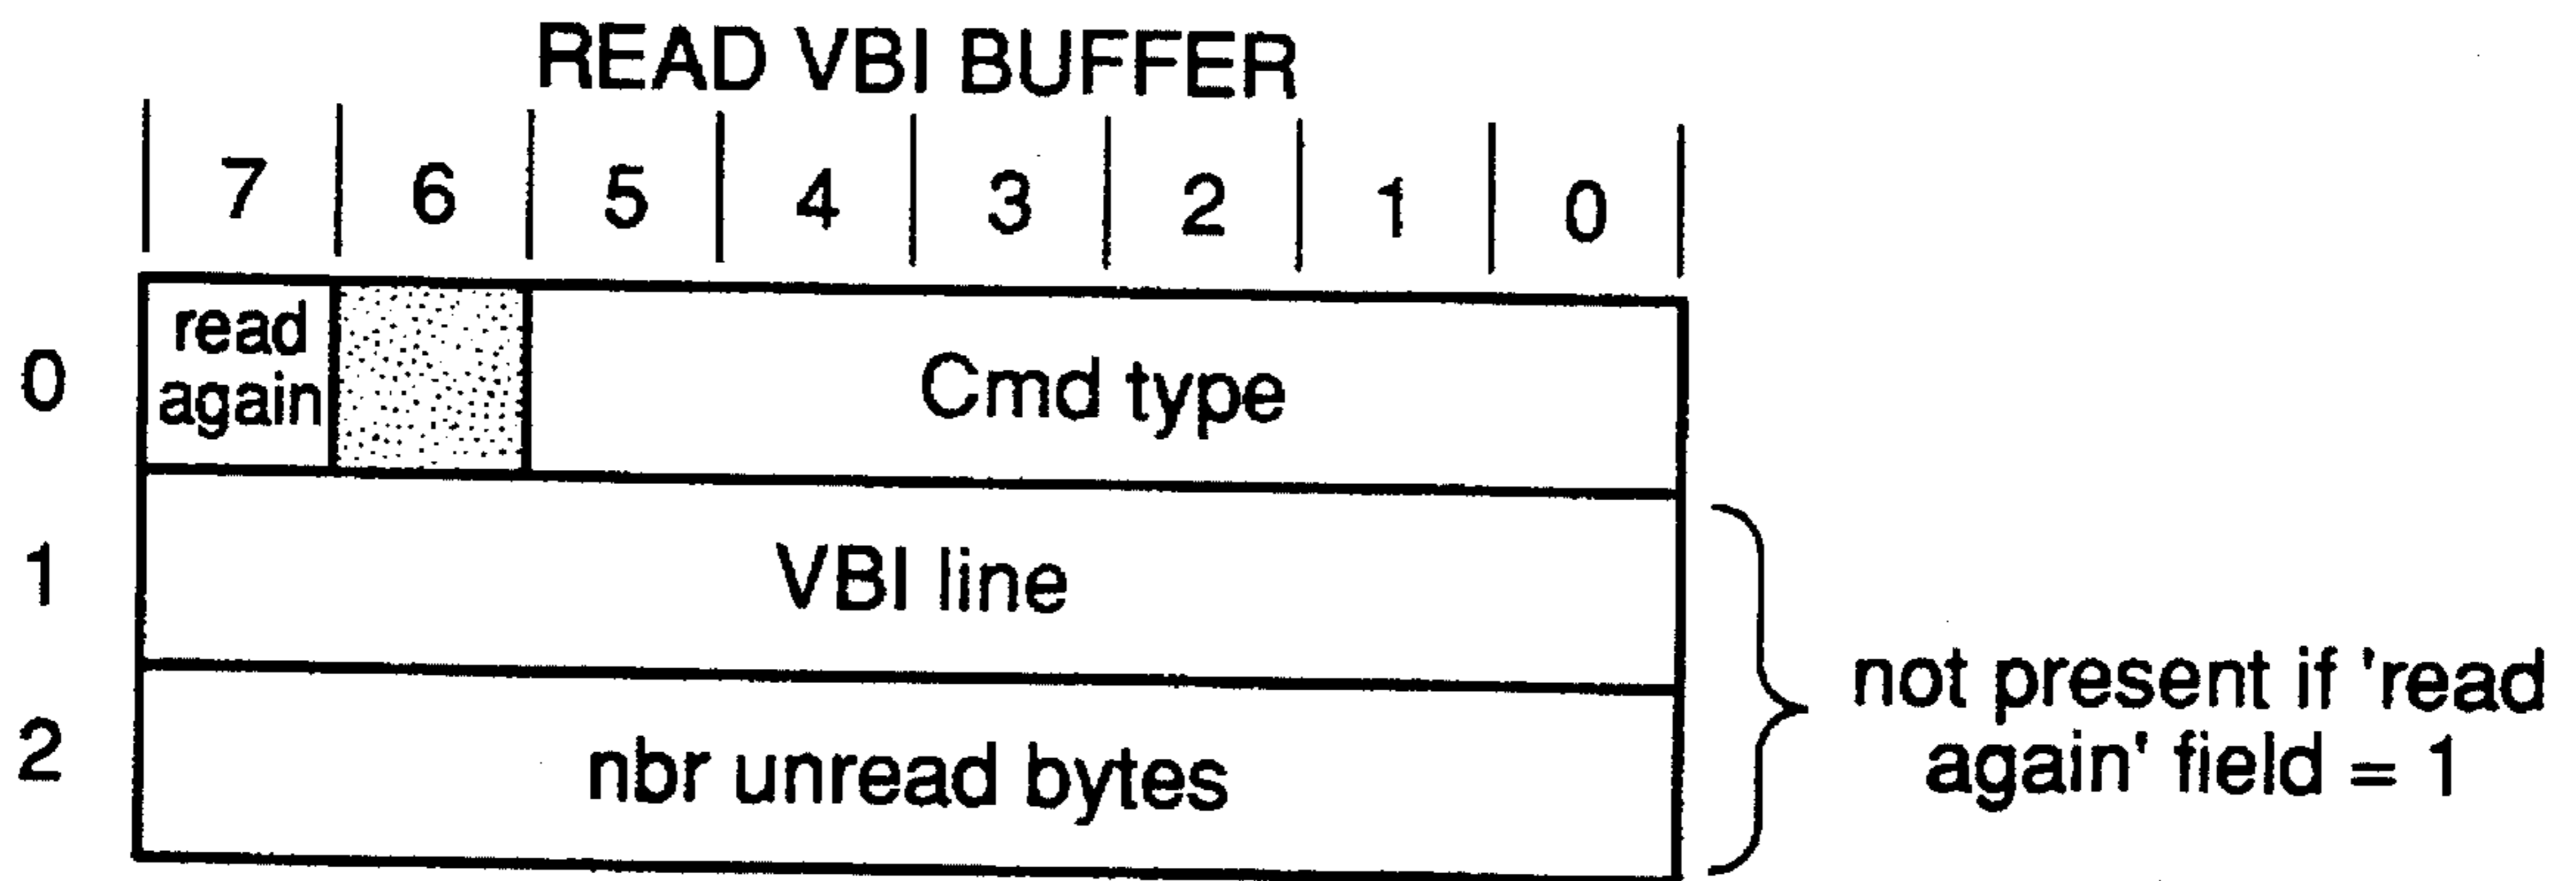 READ VBI BUFFER
7 6 5 4 3 2 1 0
0 read again Cmd type
1 VBI line
2 nbr unread bytes
not present if 'read
again' field = 1